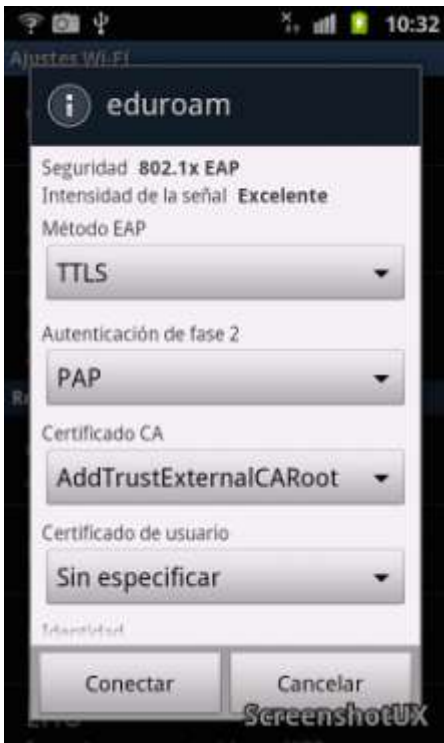 10:32
Ajustes Wi-Fi
eduroam
Seguridad 802.1x EAP
Intensidad de la señal Excelente
Método EAP
TTLS
Autenticación de fase 2
PAP
Certificado CA
AddTrustExternalCARoot
Certificado de usuario
Sin especificar
Identidad
Conectar Cancelar
ScreenshotUX